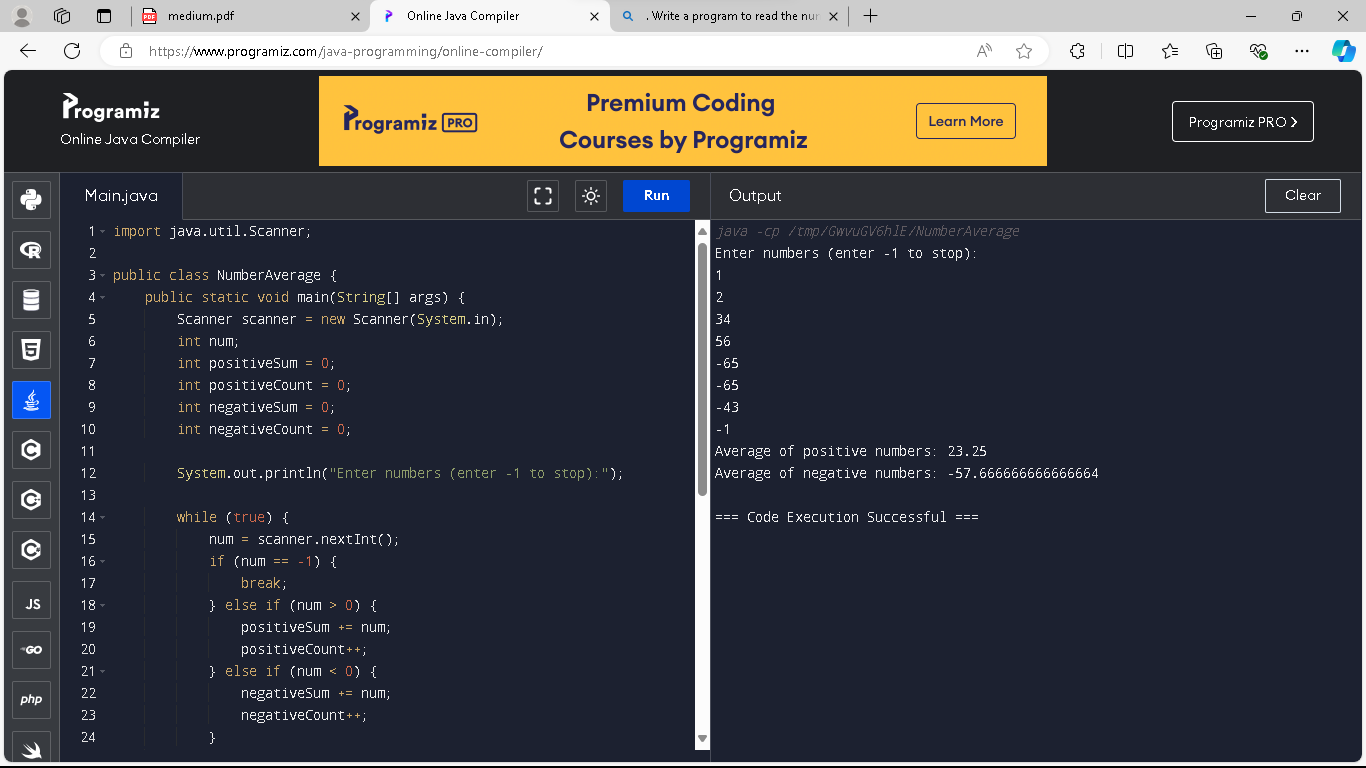 medium.pdf
Online Java Compiler
. Write a program to read the nu
https://www.programiz.com/java-programming/online-compiler/
Programiz
Online Java Compiler
Programiz PRO
Premium Coding
Courses by Programiz
Learn More
Programiz PRO
Main.java
Run
Output
Clear
1 import java.util.Scanner;
2
3 public class NumberAverage {
4 public static void main(String[] args) {
5 Scanner scanner = new Scanner(System.in);
6 int num;
7 int positiveSum = 0;
8 int positiveCount = 0;
9 int negativeSum = 0;
10 int negativeCount = 0;
11
12 System.out.println("Enter numbers (enter -1 to stop):");
13
14 while (true) {
15 num = scanner.nextInt();
16 if (num == -1) {
17 break;
18 } else if (num > 0) {
19 positiveSum += num;
20 positiveCount++;
21 } else if (num < 0) {
22 negativeSum += num;
23 negativeCount++;
24 }
java -cp /tmp/GwvuGV6hlE/NumberAverage
Enter numbers (enter -1 to stop):
1
2
34
56
-65
-65
-43
-1
Average of positive numbers: 23.25
Average of negative numbers: -57.666666666666664
=== Code Execution Successful ===
JS
GO
php